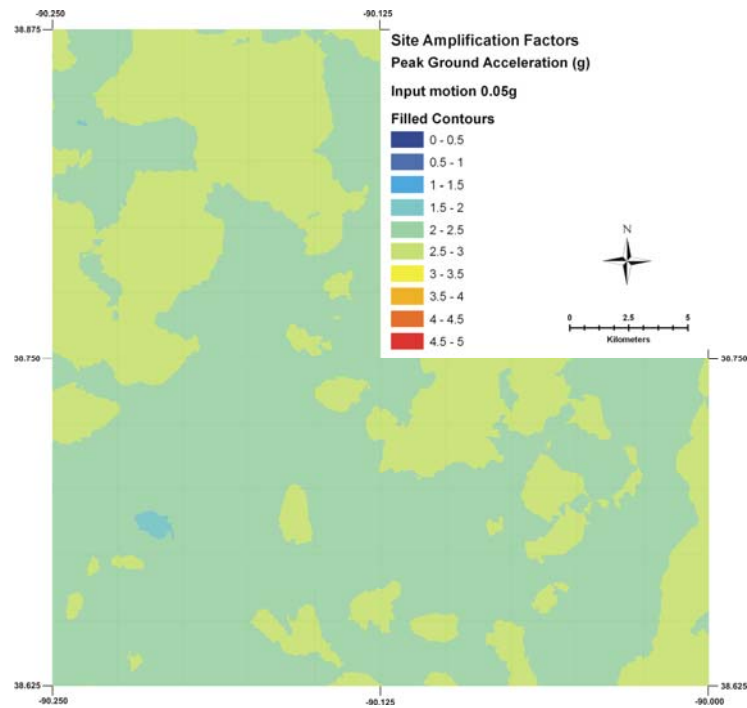 -90.250
-90.125
38.875
Site Amplification Factors
Peak Ground Acceleration (g)
Input motion 0.05g
Filled Contours
0 - 0.5
0.5 - 1
1 - 1.5
1.5 - 2
2 - 2.5
2.5 - 3
3 - 3.5
3.5 - 4
4 - 4.5
4.5 - 5
N
0 2.5 5
Kilometers
38.750
38.750
38.625
38.625
-90.250
-90.125
-90.000